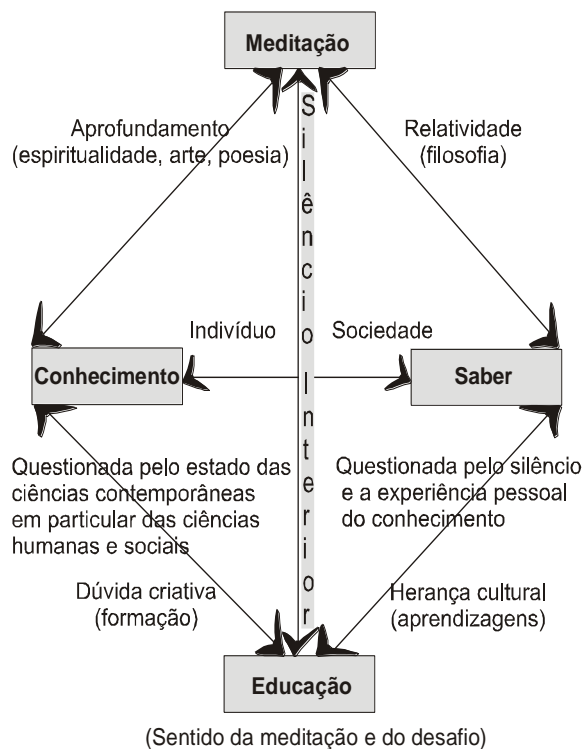 Meditação
Silêncio Interior
Aprofundamento
(espiritualidade, arte, poesia)
Relatividade
(filosofia)
Indivíduo
Sociedade
Conhecimento
Saber
Questionada pelo estado das
ciências contemporâneas
em particular das ciências
humanas e sociais
Questionada pelo silêncio
e a experiência pessoal
do conhecimento
Dúvida criativa
(formação)
Herança cultural
(aprendizagens)
Educação
(Sentido da meditação e do desafio)